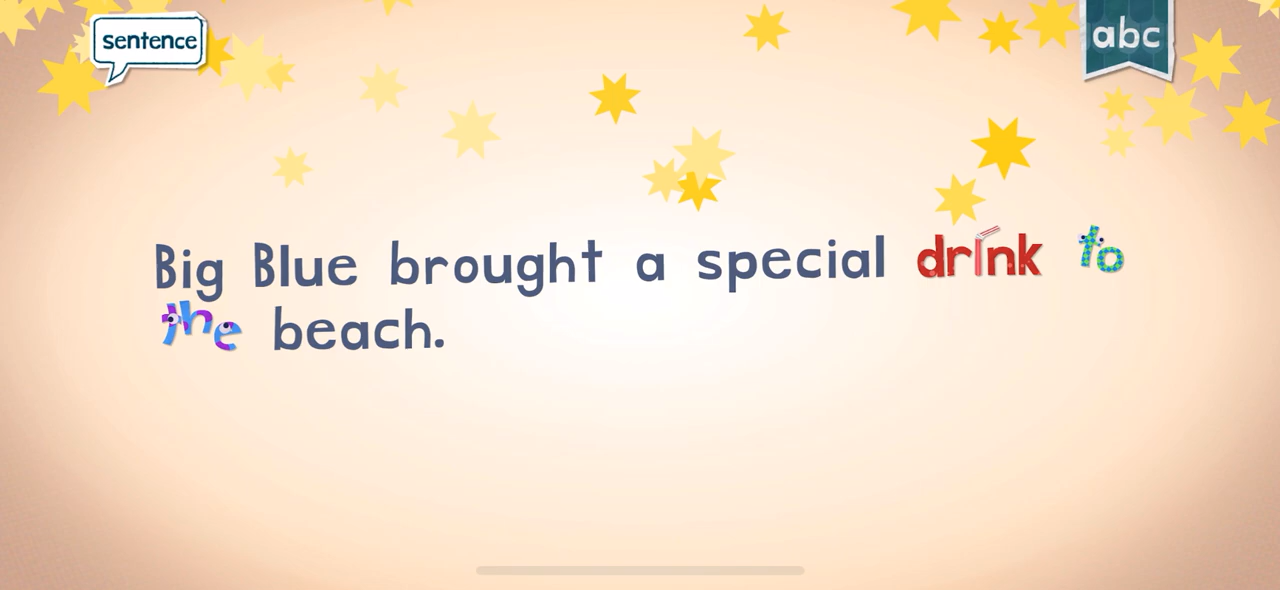 sentence
abc
Big Blue brought a special drink to
the beach.